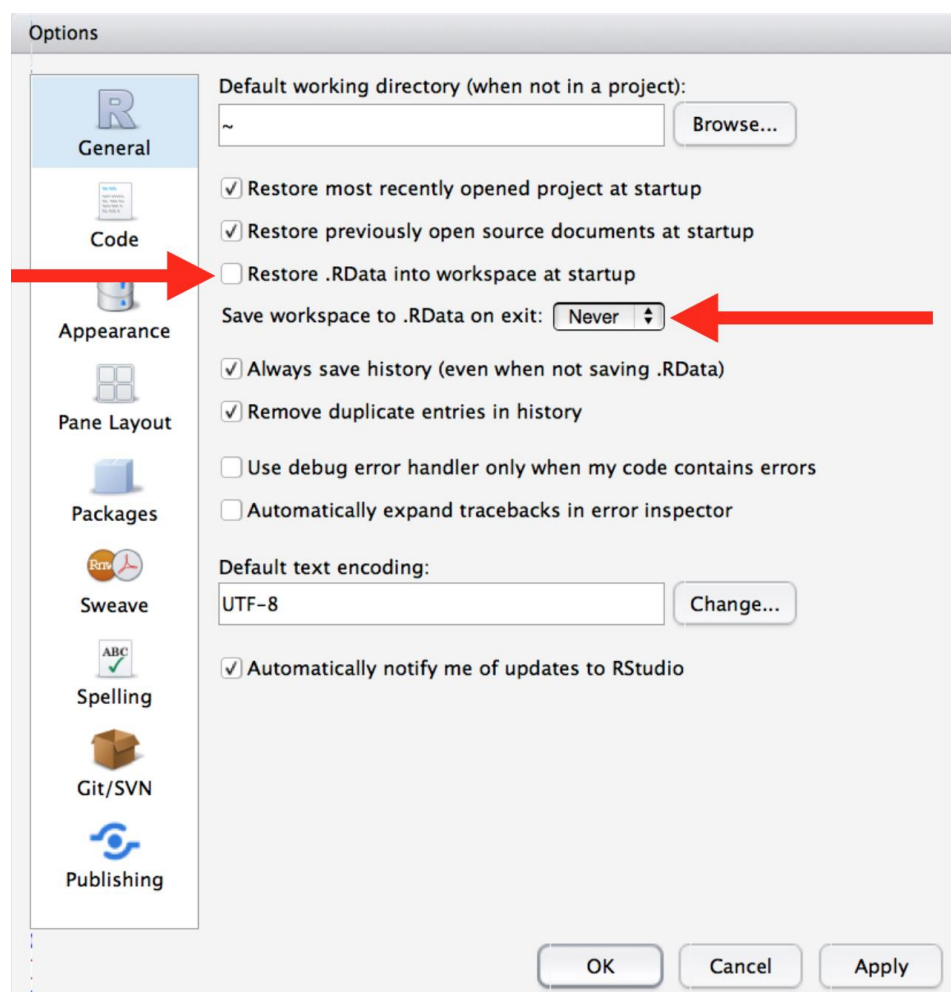 Options
General
Code
Appearance
Pane Layout
Packages
Rnw
Sweave
ABC
Spelling
Git/SVN
Publishing
Default working directory (when not in a project):
~
Browse...
Restore most recently opened project at startup
Restore previously open source documents at startup
Restore .RData into workspace at startup
Save workspace to .RData on exit: Never
Always save history (even when not saving .RData)
Remove duplicate entries in history
Use debug error handler only when my code contains errors
Automatically expand tracebacks in error inspector
Default text encoding:
UTF-8
Change...
Automatically notify me of updates to RStudio
OK
Cancel
Apply